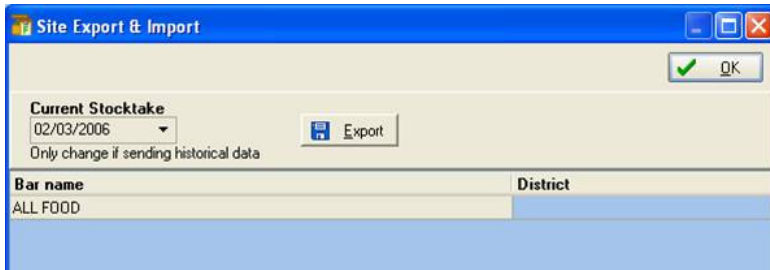 Site Export & Import
OK
Current Stocktake
02/03/2006
Export
Only change if sending historical data
Bar name District
ALL FOOD